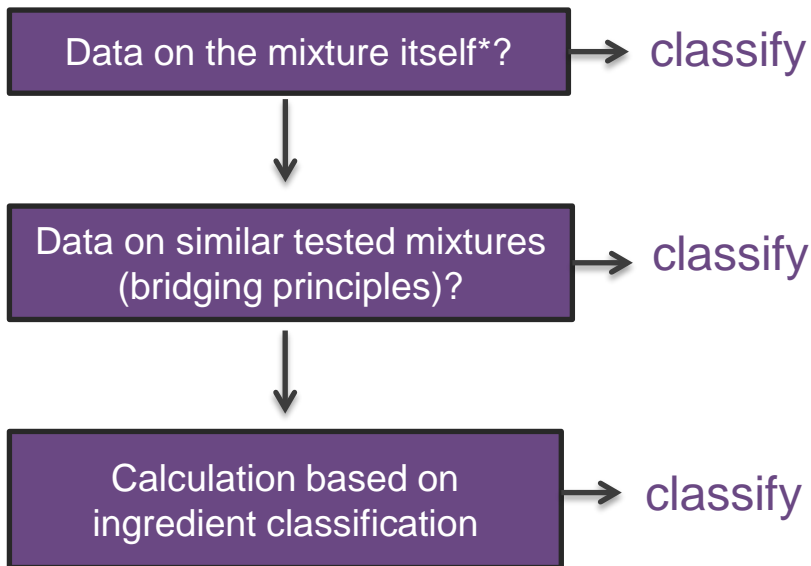 Data on the mixture itself*?
classify
Data on similar tested mixtures
(bridging principles)?
classify
Calculation based on
ingredient classification
classify